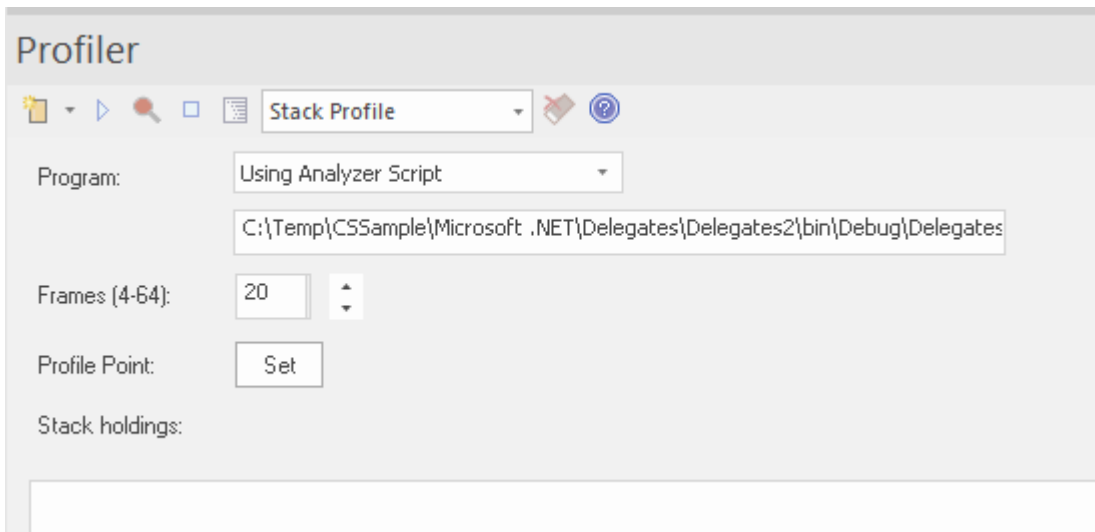 Profiler
Stack Profile
Program: Using Analyzer Script
C:\Temp\CSSample\Microsoft .NET\Delegates\Delegates2\bin\Debug\Delegates
Frames (4-64): 20
Profile Point: Set
Stack holdings: